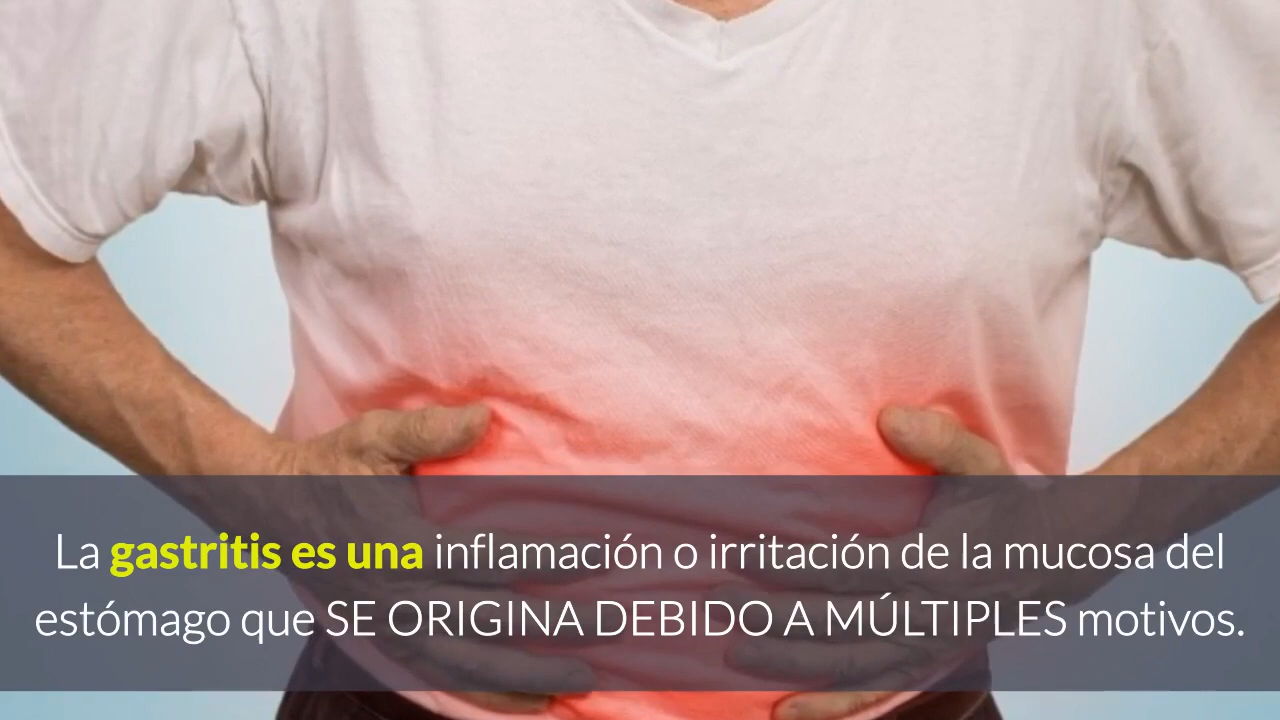 La gastritis es una inflamación o irritación de la mucosa del
estómago que SE ORIGINA DEBIDO A MÚLTIPLES motivos.